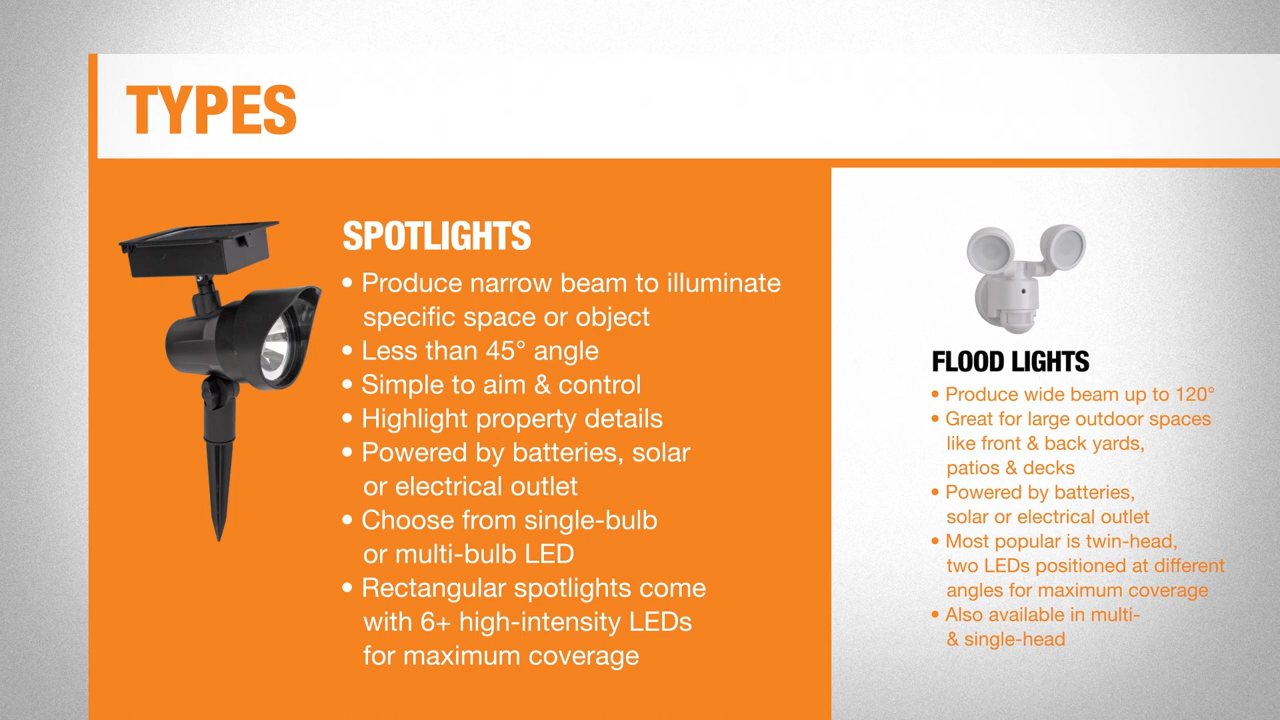 TYPES
SPOTLIGHTS
• Produce narrow beam to illuminate
specific space or object
• Less than 45° angle
• Simple to aim & control
• Highlight property details
• Powered by batteries, solar
or electrical outlet
• Choose from single-bulb
or multi-bulb LED
• Rectangular spotlights come
with 6+ high-intensity LEDs
for maximum coverage
FLOOD LIGHTS
• Produce wide beam up to 120°
• Great for large outdoor spaces
like front & back yards,
patios & decks
• Powered by batteries,
solar or electrical outlet
• Most popular is twin-head,
two LEDs positioned at different
angles for maximum coverage
• Also available in multi-
& single-head